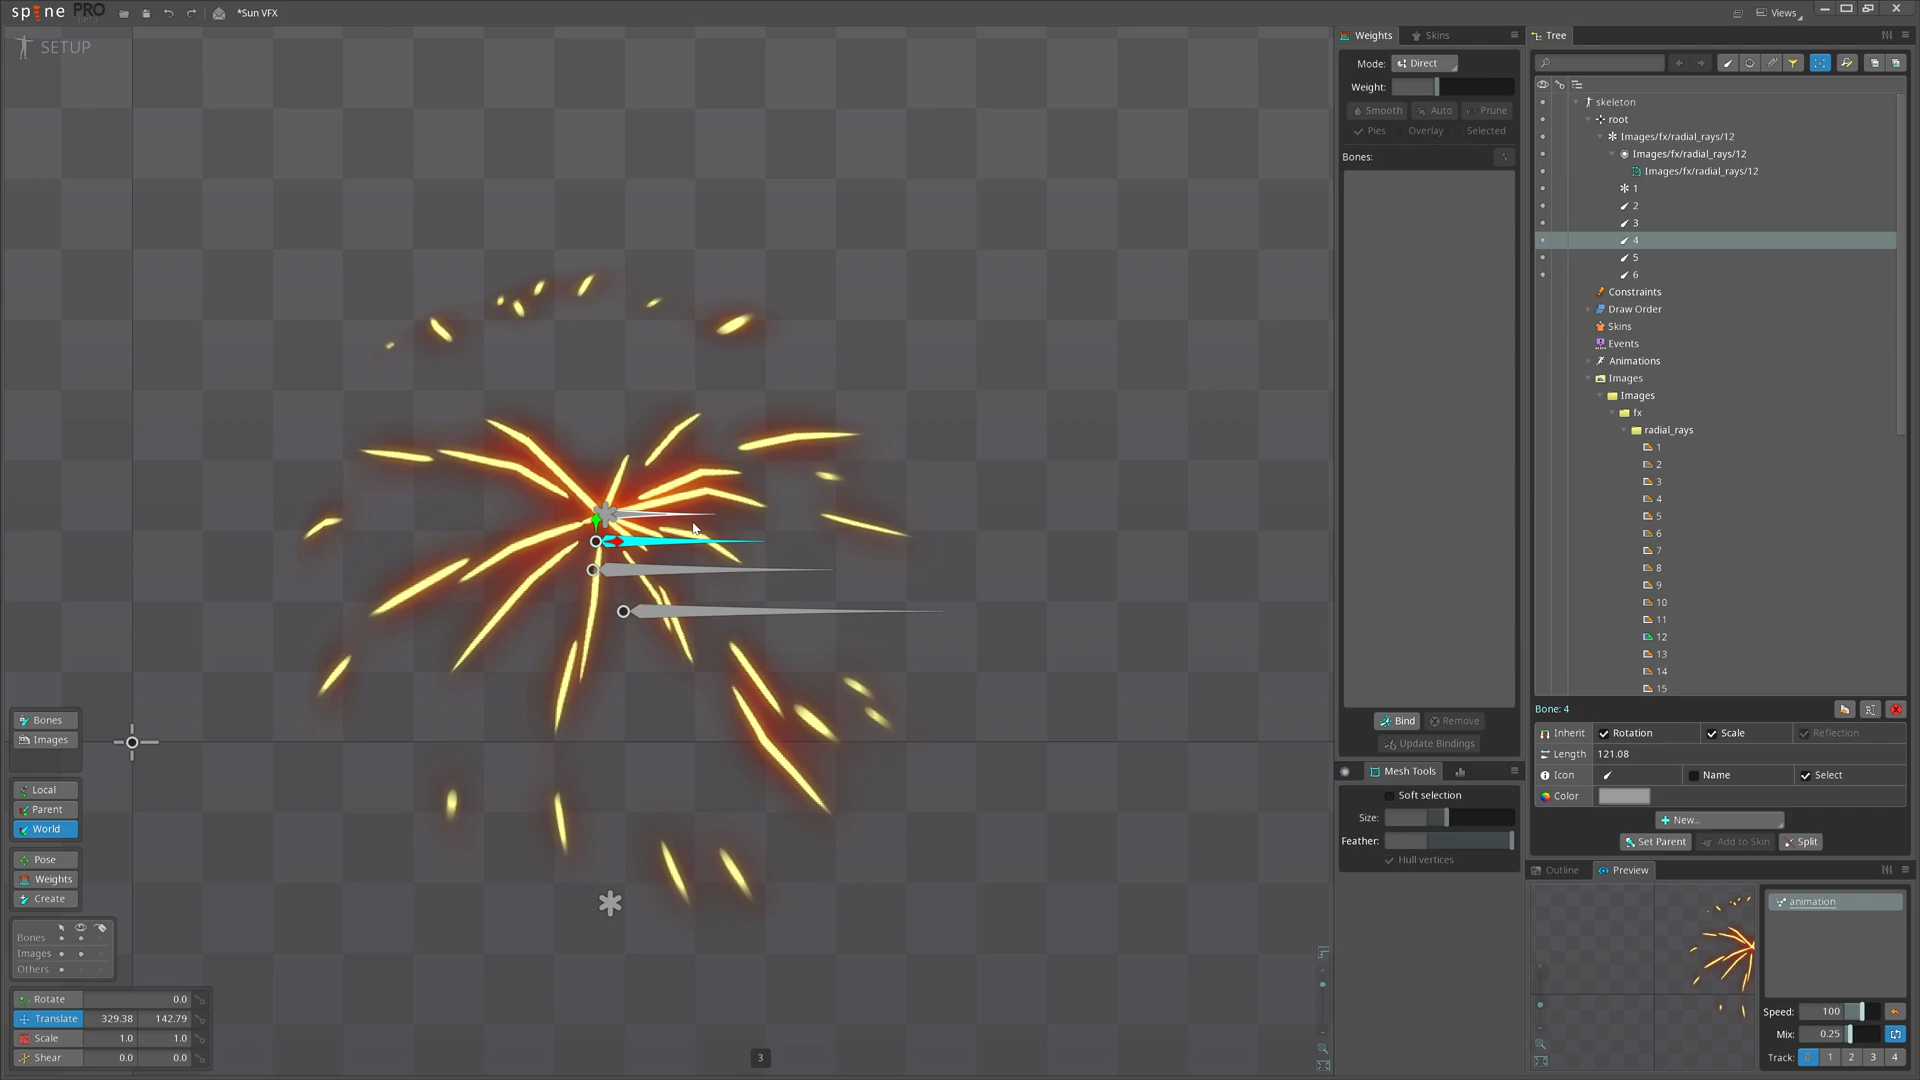 spine PRO
beta
*Sun VFX
Views
SETUP
Weights
Skins
Mode:
Direct
Weight:
Smooth
Auto
Prune
Pies
Overlay
Selected
Bones:
Bind
Remove
Update Bindings
Mesh Tools
Soft selection
Size:
Feather:
Hull vertices
Tree
skeleton
root
Images/fx/radial_rays/12
Images/fx/radial_rays/12
Images/fx/radial_rays/12
1
2
3
4
5
6
Constraints
Draw Order
Skins
Events
Animations
Images
Images
fx
radial_rays
1
2
3
4
5
6
7
8
9
10
11
12
13
14
15
Bone: 4
Inherit
Rotation
Scale
Reflection
Length
121.08
Icon
Name
Select
Color
New...
Set Parent
Add to Skin
Split
Outline
Preview
animation
Speed:
100
Mix:
0.25
Track:
0
1
2
3
4
Bones
Images
Local
Parent
World
Pose
Weights
Create
Bones
Images
Others
Rotate
0.0
Translate
329.38
142.79
Scale
1.0
1.0
Shear
0.0
0.0
3